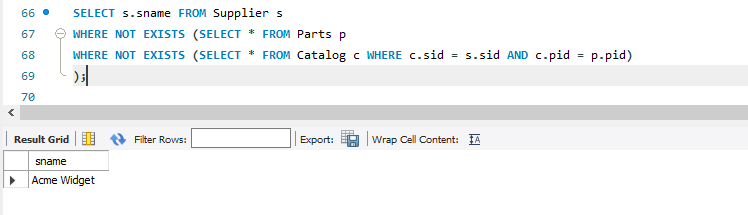 66 SELECT s.sname FROM Supplier s
67 WHERE NOT EXISTS (SELECT * FROM Parts p
68 WHERE NOT EXISTS (SELECT * FROM Catalog c WHERE c.sid = s.sid AND c.pid = p.pid)
69 );
70
Result Grid Filter Rows: Export: Wrap Cell Content: IA
sname
Acme Widget